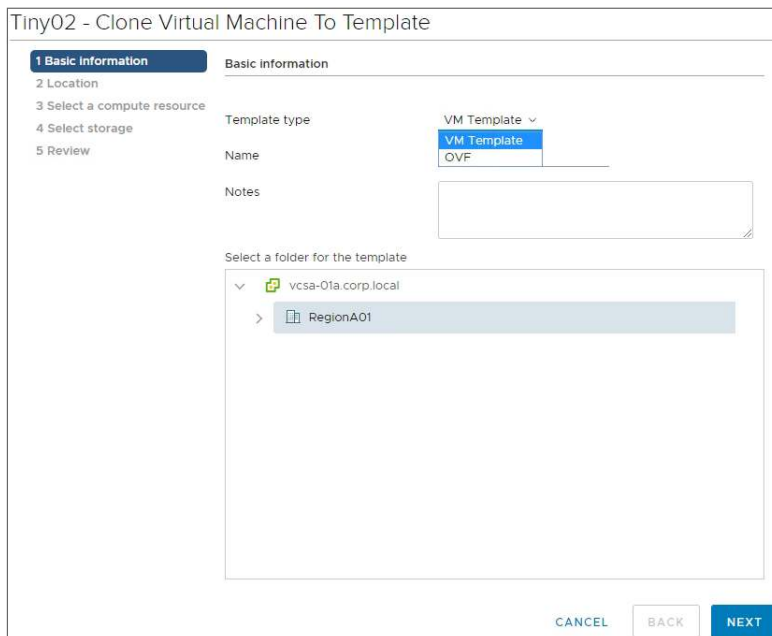 Tiny02 - Clone Virtual Machine To Template
1 Basic information
2 Location
3 Select a compute resource
4 Select storage
5 Review
Basic information
Template type VM Template
VM Template
OVF
Name
Notes
Select a folder for the template
vcsa-01a.corp.local
RegionA01
CANCEL BACK NEXT